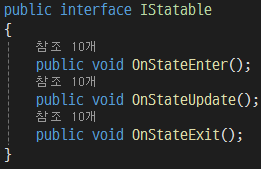 public interface IStatable
{
참조 10개
public void OnStateEnter();
참조 10개
public void OnStateUpdate();
참조 10개
public void OnStateExit();
}